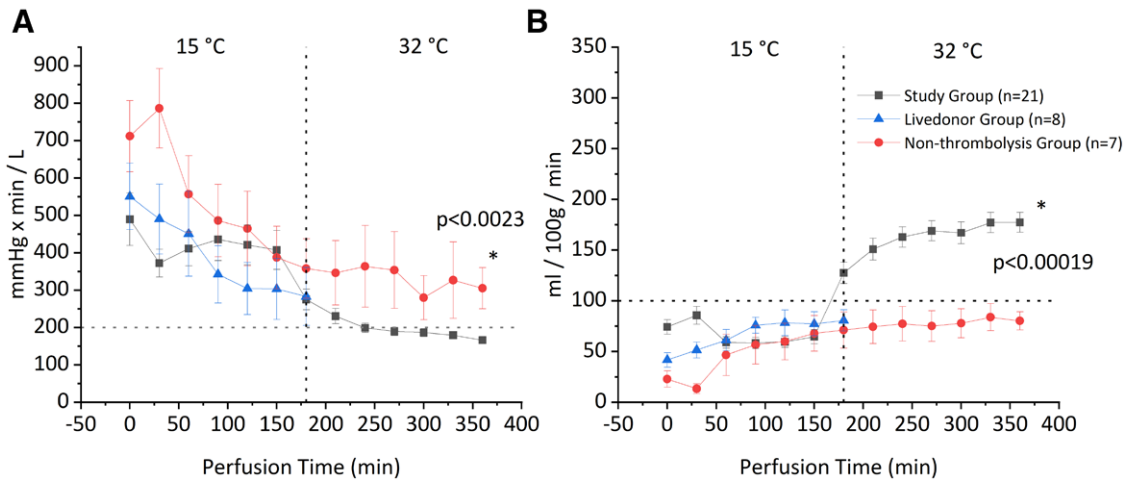 A
15 °C
32 °C
900
800
700
600
500
400
300
200
100
0
mmHg x min / L
p<0.0023
*
-50
0
50
100
150
200
250
300
350
400
Perfusion Time (min)
B
15 °C
32 °C
350
300
250
200
150
100
50
0
ml / 100g / min
Study Group (n=21)
Livedonor Group (n=8)
Non-thrombolysis Group (n=7)
*
p<0.00019
-50
0
50
100
150
200
250
300
350
400
Perfusion Time (min)